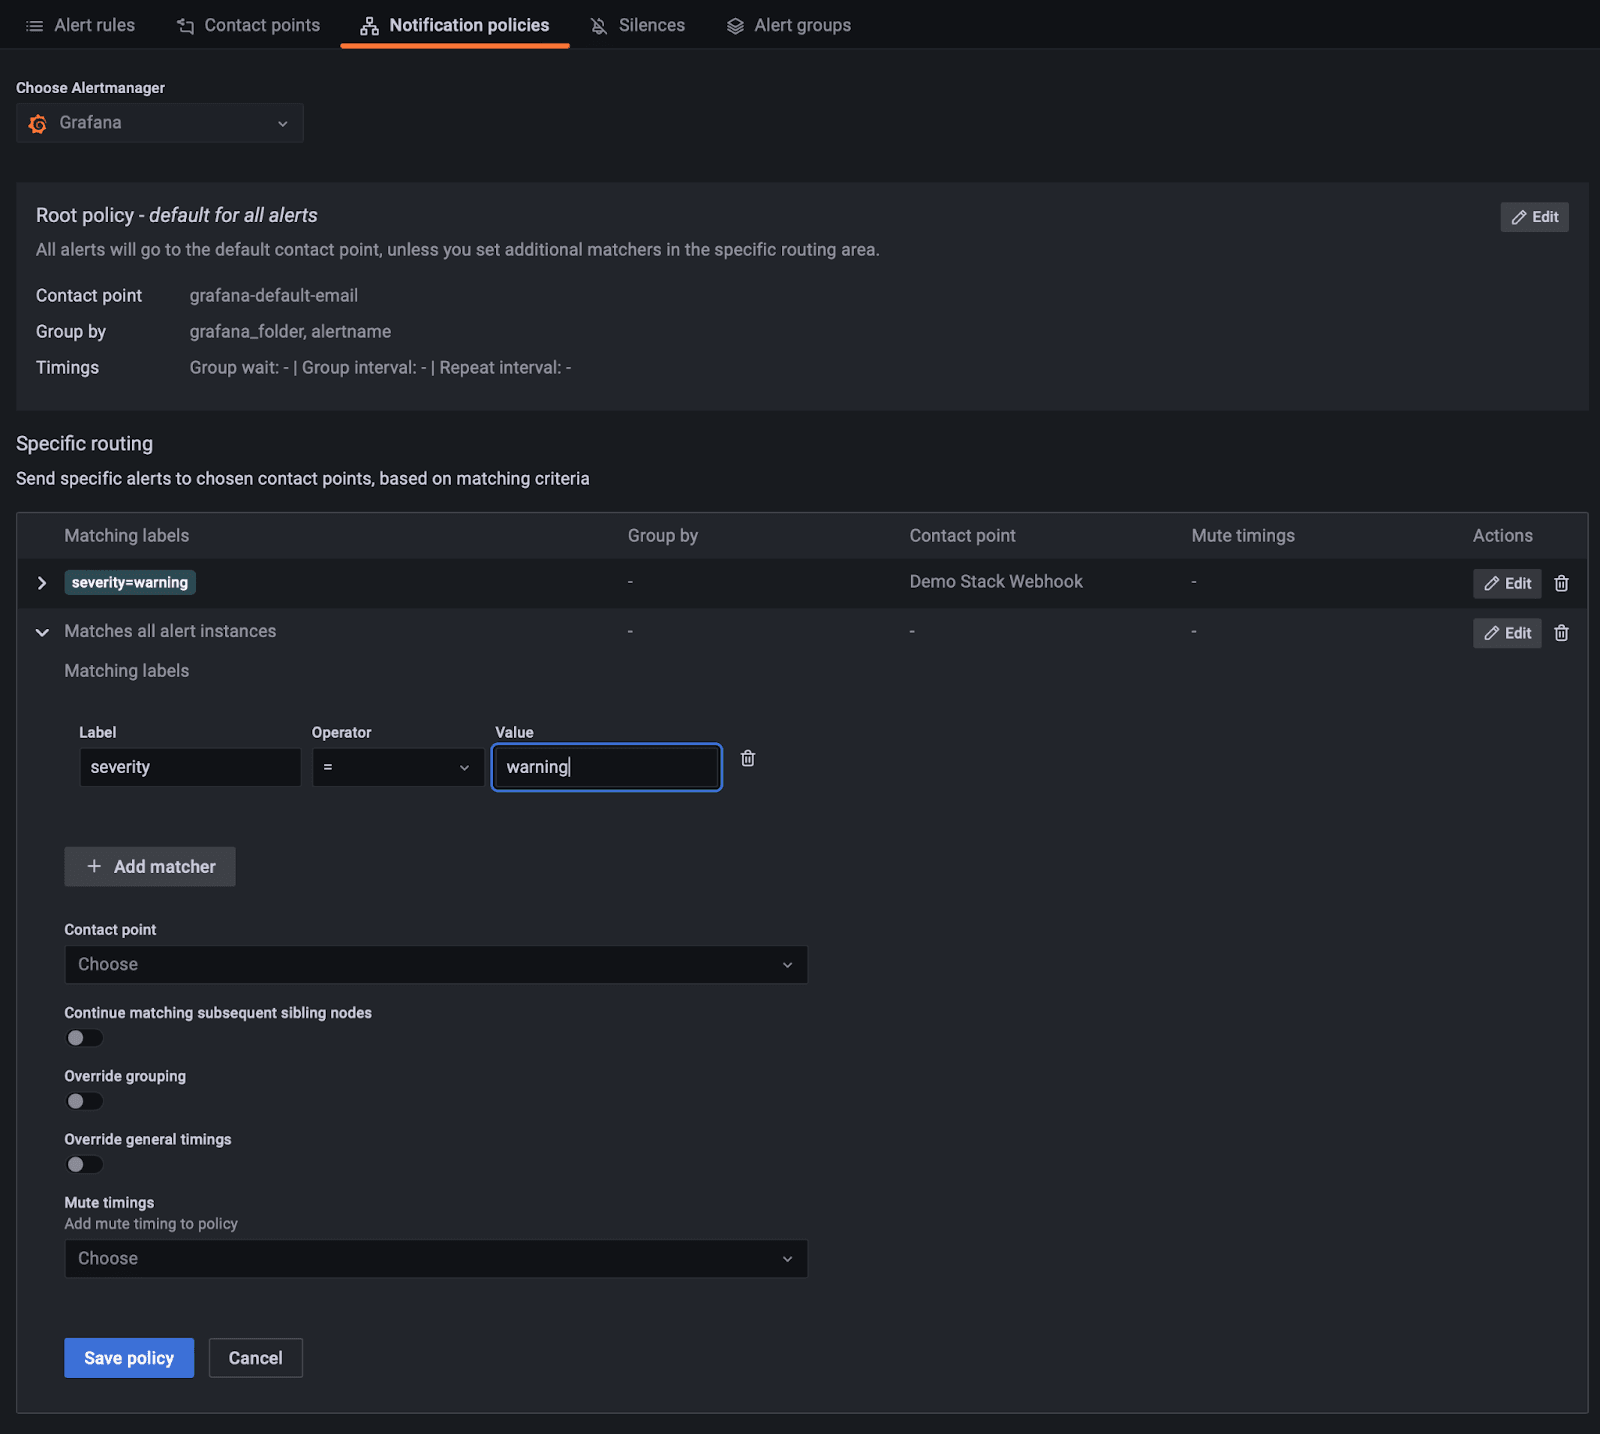 Alert rules Contact points Notification policies Silences Alert groups
Choose Alertmanager
Grafana
Root policy - default for all alerts Edit
All alerts will go to the default contact point, unless you set additional matchers in the specific routing area.
Contact point grafana-default-email
Group by grafana_folder, alertname
Timings Group wait: - | Group interval: - | Repeat interval: -
Specific routing
Send specific alerts to chosen contact points, based on matching criteria
Matching labels Group by Contact point Mute timings Actions
severity=warning - Demo Stack Webhook - Edit
Matches all alert instances - - - Edit
Matching labels
Label Operator Value
severity = warning
+ Add matcher
Contact point
Choose
Continue matching subsequent sibling nodes
Override grouping
Override general timings
Mute timings
Add mute timing to policy
Choose
Save policy Cancel